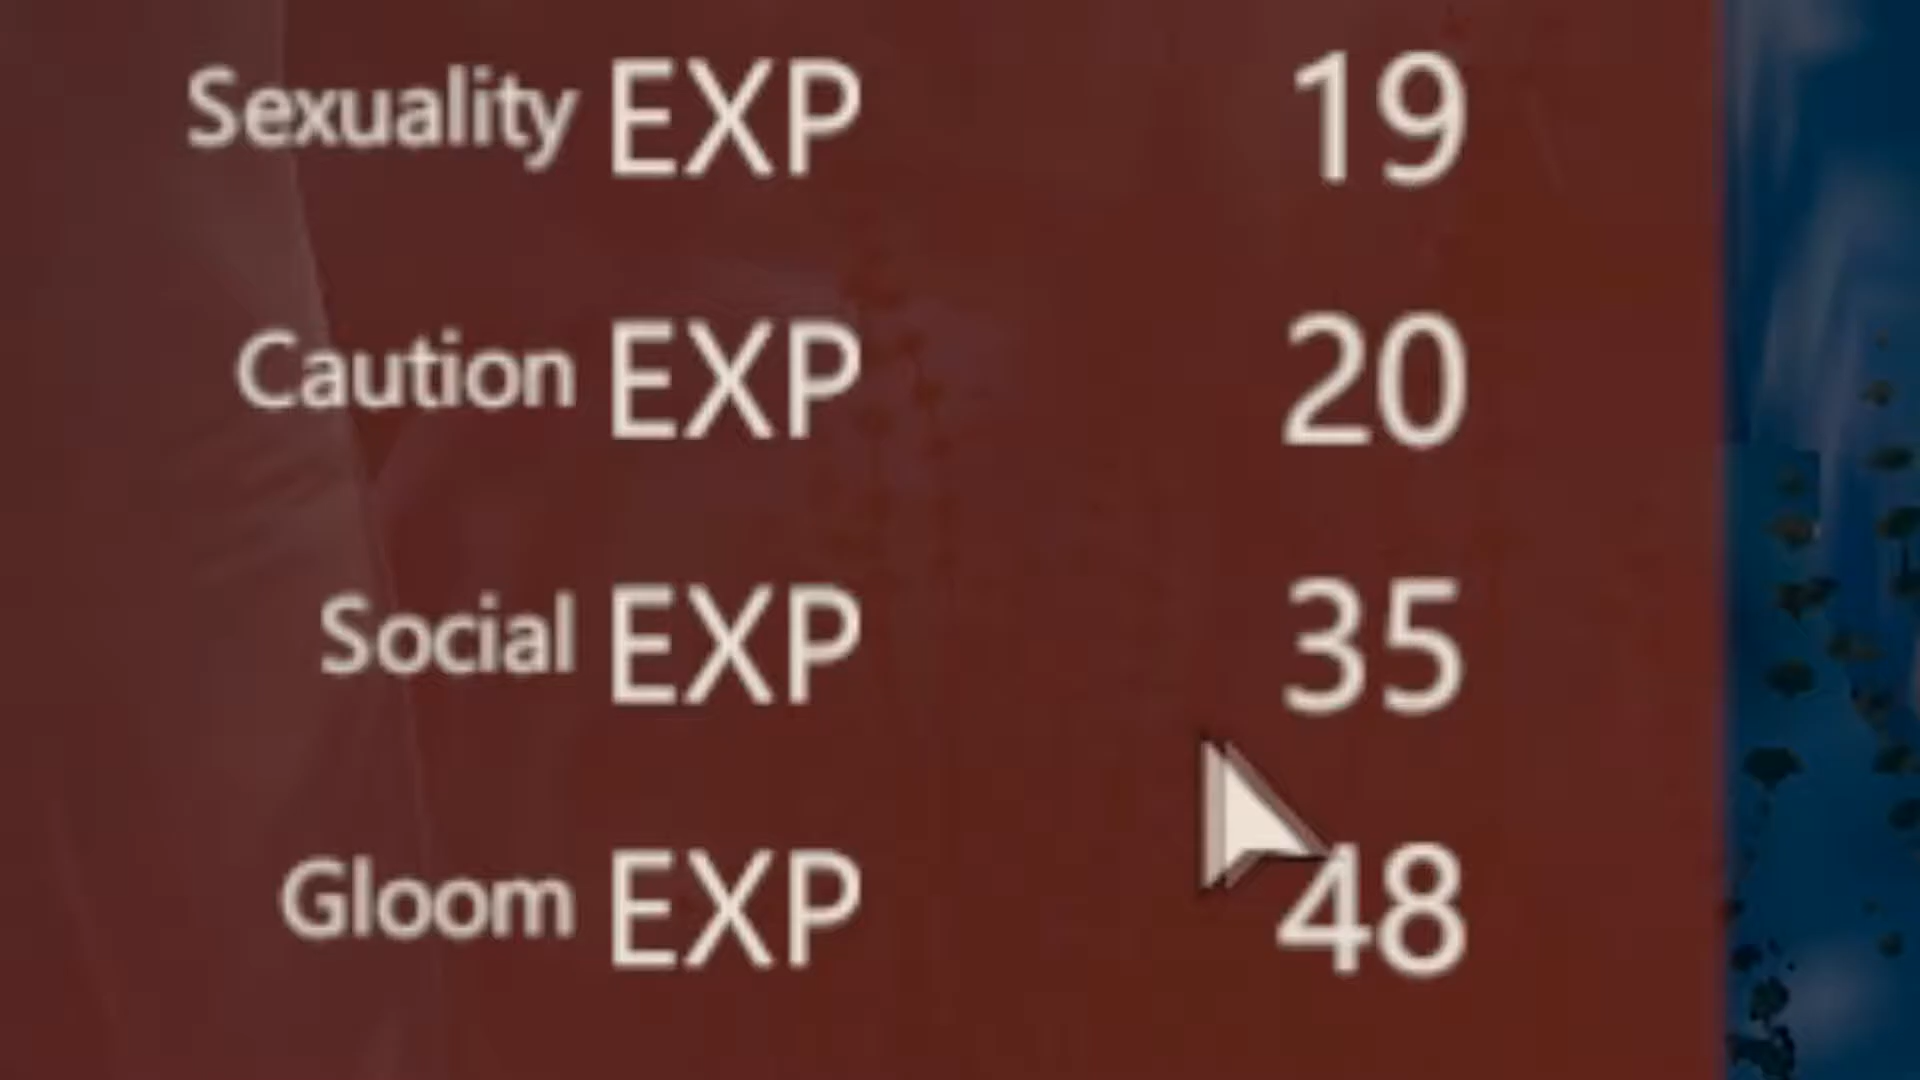 Sexuality EXP 19
Caution EXP 20
Social EXP 35
Gloom EXP 48